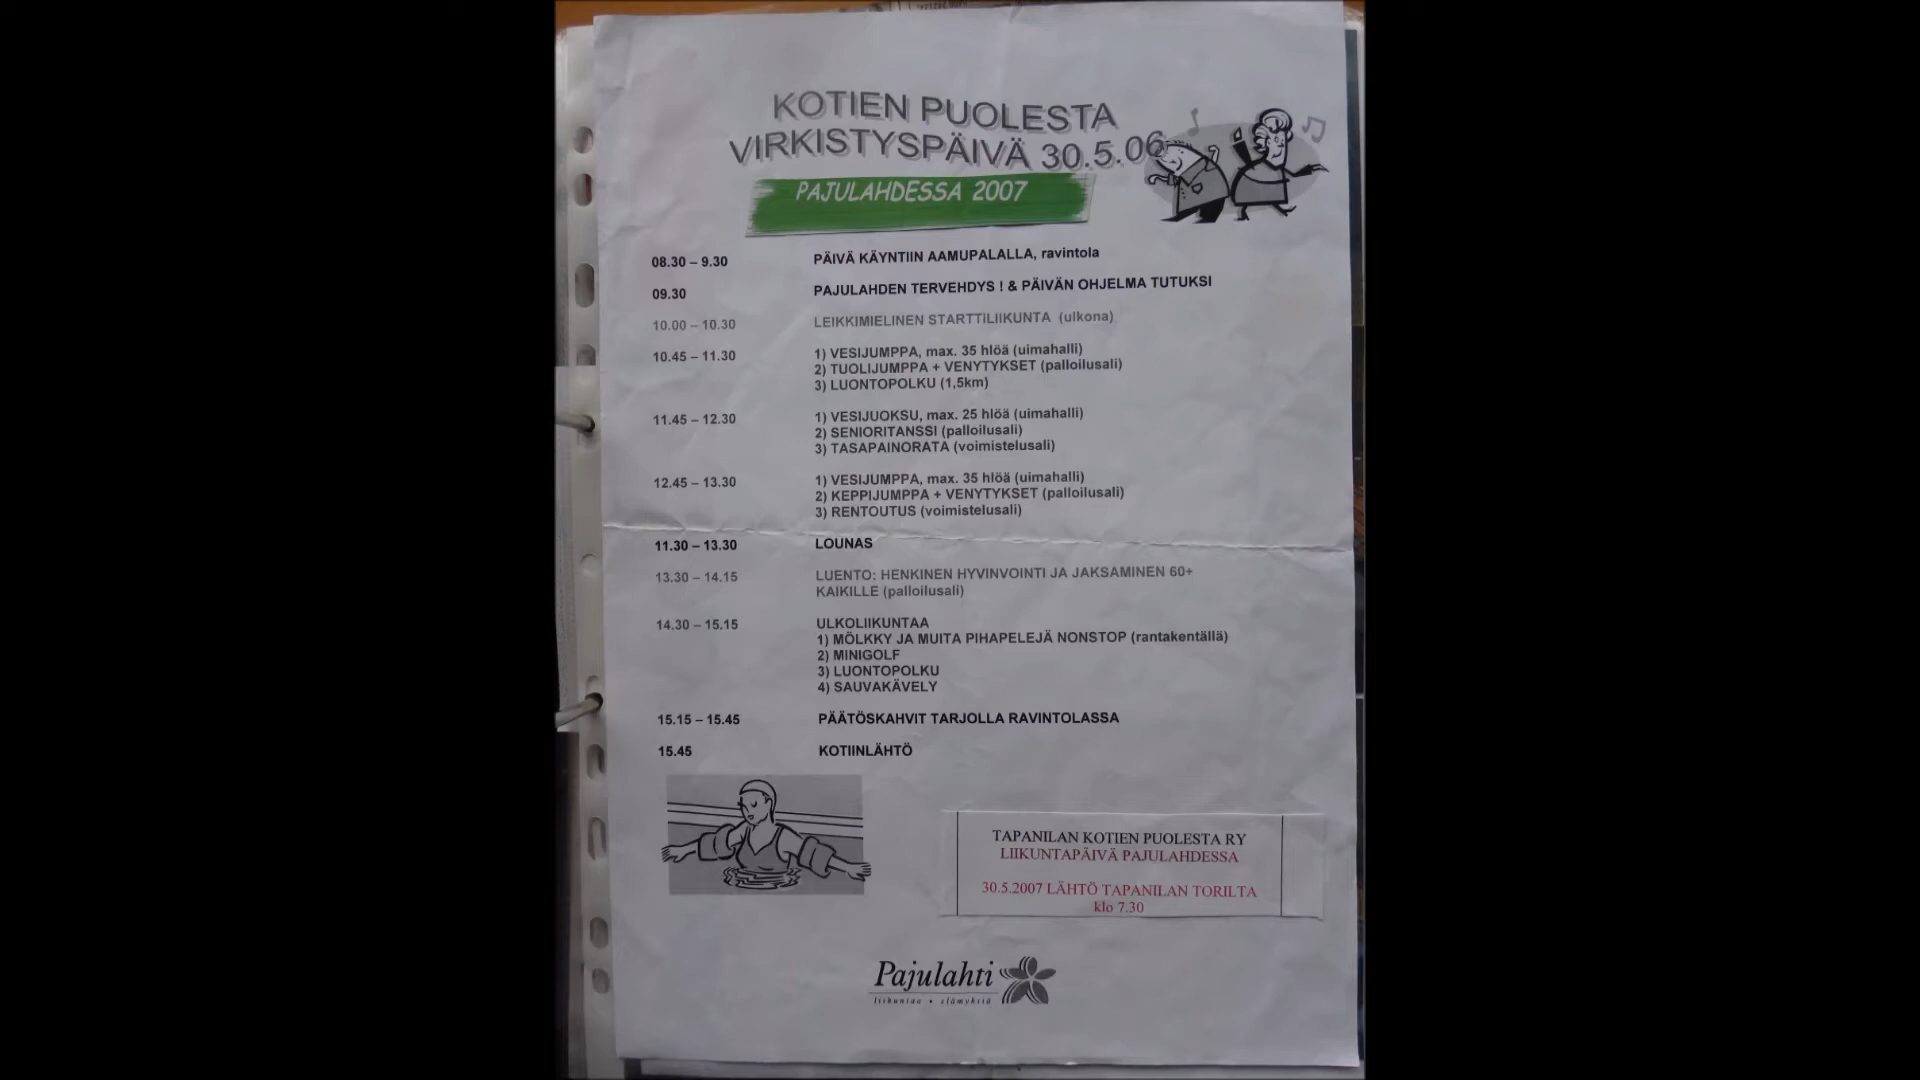 KOTIEN PUOLESTA
VIRKISTYSPÄIVÄ 30.5.06
PAJULAHDESSA 2007
08.30 – 9.30 PÄIVÄ KÄYNTIIN AAMUPALALLA, ravintola
09.30 PAJULAHDEN TERVEHDYS ! & PÄIVÄN OHJELMA TUTUKSI
10.00 – 10.30 LEIKKIMIELINEN STARTTILIIKUNTA (ulkona)
10.45 – 11.30 1) VESIJUMPPA, max. 35 hlöä (uimahalli)
2) TUOLIJUMPPA + VENYTYKSET (palloilusali)
3) LUONTOPOLKU (1,5km)
11.45 – 12.30 1) VESIJUOKSU, max. 25 hlöä (uimahalli)
2) SENIORITANSSI (palloilusali)
3) TASAPAINORATA (voimistelusali)
12.45 – 13.30 1) VESIJUMPPA, max. 35 hlöä (uimahalli)
2) KEPPIJUMPPA + VENYTYKSET (palloilusali)
3) RENTOUTUS (voimistelusali)
11.30 – 13.30 LOUNAS
13.30 – 14.15 LUENTO: HENKINEN HYVINVOINTI JA JAKSAMINEN 60+
KAIKILLE (palloilusali)
14.30 – 15.15 ULKOLIIKUNTAA
1) MÖLKKY JA MUITA PIHAPELEJÄ NONSTOP (rantakentällä)
2) MINIGOLF
3) LUONTOPOLKU
4) SAUVAKÄVELY
15.15 – 15.45 PÄÄTÖSKAHVIT TARJOLLA RAVINTOLASSA
15.45 KOTIINLÄHTÖ
TAPANILAN KOTIEN PUOLESTA RY
LIIKUNTAPÄIVÄ PAJULAHDESSA
30.5.2007 LÄHTÖ TAPANILAN TORILTA
klo 7.30
Pajulahti
liikuntaa • elämyksiä